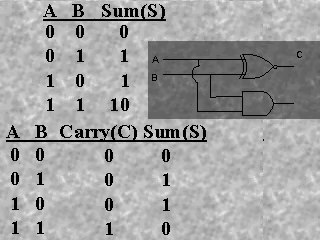 A B Sum(S)
0 0 0
0 1 1
1 0 1
1 1 10
A
B
C
A B Carry(C) Sum(S)
0 0 0 0
0 1 0 1
1 0 0 1
1 1 1 0